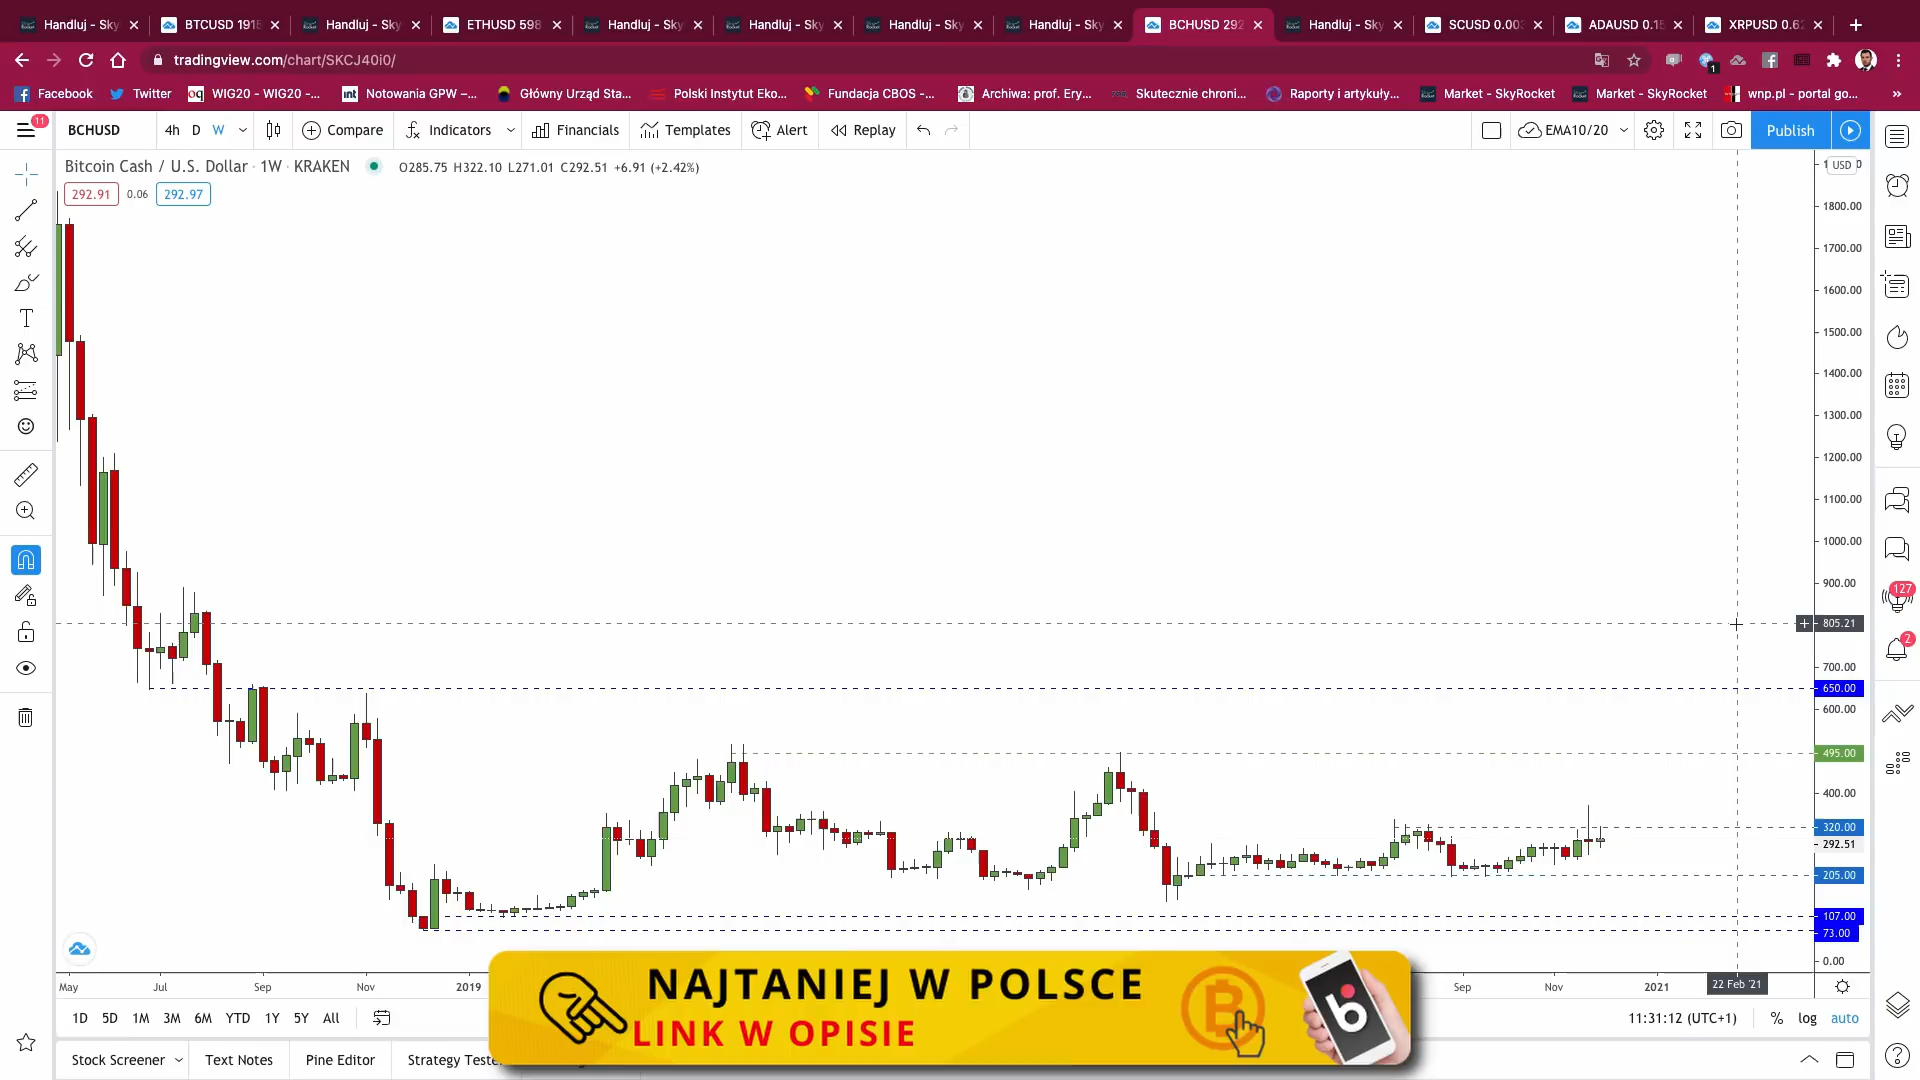 Handluj - Sky
BTCUSD 1915
Handluj - Sky
ETHUSD 598
Handluj - Sky
Handluj - Sky
Handluj - Sky
Handluj - Sky
BCHUSD 292
Handluj - Sky
SCUSD 0.003
ADAUSD 0.15
XRPUSD 0.62
tradingview.com/chart/SKCJ40i0/
1
Facebook
Twitter
WIG20 - WIG20 -...
Notowania GPW –...
Główny Urząd Sta...
Polski Instytut Eko...
Fundacja CBOS -...
Archiwa: prof. Ery...
Skutecznie chroni...
Raporty i artykuły...
Market - SkyRocket
Market - SkyRocket
wnp.pl - portal go...
»
11
BCHUSD
4h D W
Compare
Indicators
Financials
Templates
Alert
Replay
EMA10/20
Publish
Bitcoin Cash / U.S. Dollar · 1W · KRAKEN
O285.75 H322.10 L271.01 C292.51 +6.91 (+2.42%)
292.91 0.06 292.97
USD
1800.00
1700.00
1600.00
1500.00
1400.00
1300.00
1200.00
1100.00
1000.00
900.00
805.21
700.00
650.00
600.00
495.00
400.00
320.00
292.51
205.00
107.00
73.00
0.00
127
2
May
Jul
Sep
Nov
2019
Sep
Nov
2021
22 Feb '21
NAJTANIEJ W POLSCE
LINK W OPISIE
1D 5D 1M 3M 6M YTD 1Y 5Y All
11:31:12 (UTC+1)
% log auto
Stock Screener
Text Notes
Pine Editor
Strategy Teste